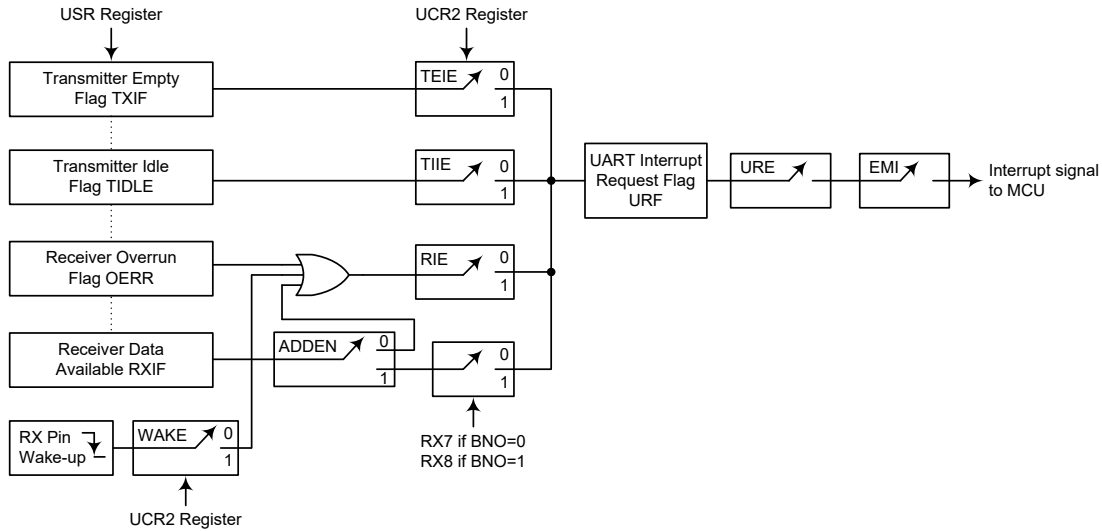 USR Register
UCR2 Register
Transmitter Empty
Flag TXIF
TEIE
0
1
Transmitter Idle
Flag TIDLE
TIIE
0
1
UART Interrupt
Request Flag
URF
URE
EMI
Interrupt signal
to MCU
Receiver Overrun
Flag OERR
RIE
0
1
Receiver Data
Available RXIF
ADDEN
0
1
0
1
RX Pin
Wake-up
WAKE
0
1
RX7 if BNO=0
RX8 if BNO=1
UCR2 Register